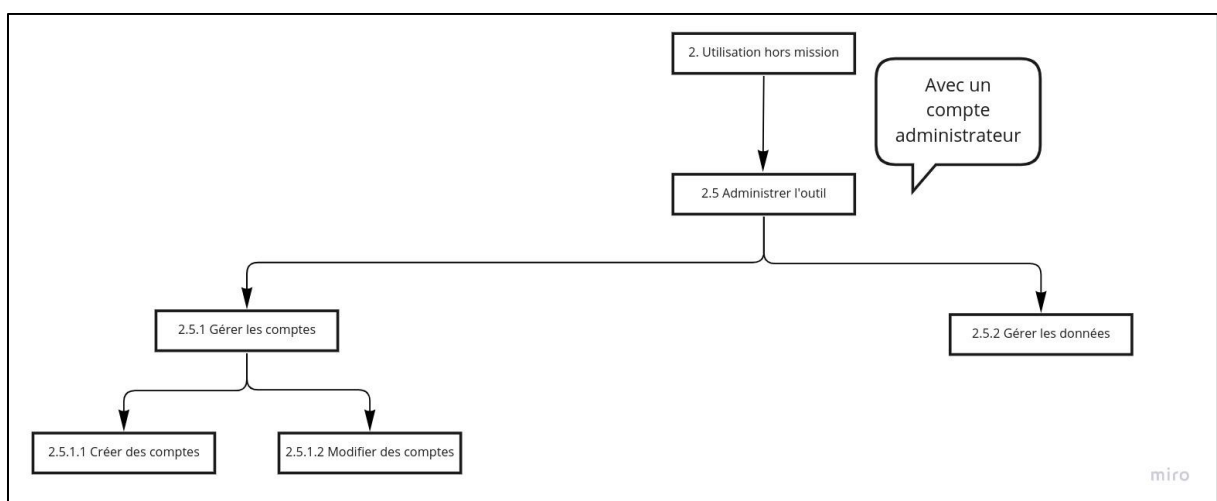 2. Utilisation hors mission
Avec un
compte
administrateur
2.5 Administrer l'outil
2.5.1 Gérer les comptes
2.5.2 Gérer les données
2.5.1.1 Créer des comptes
2.5.1.2 Modifier des comptes
miro